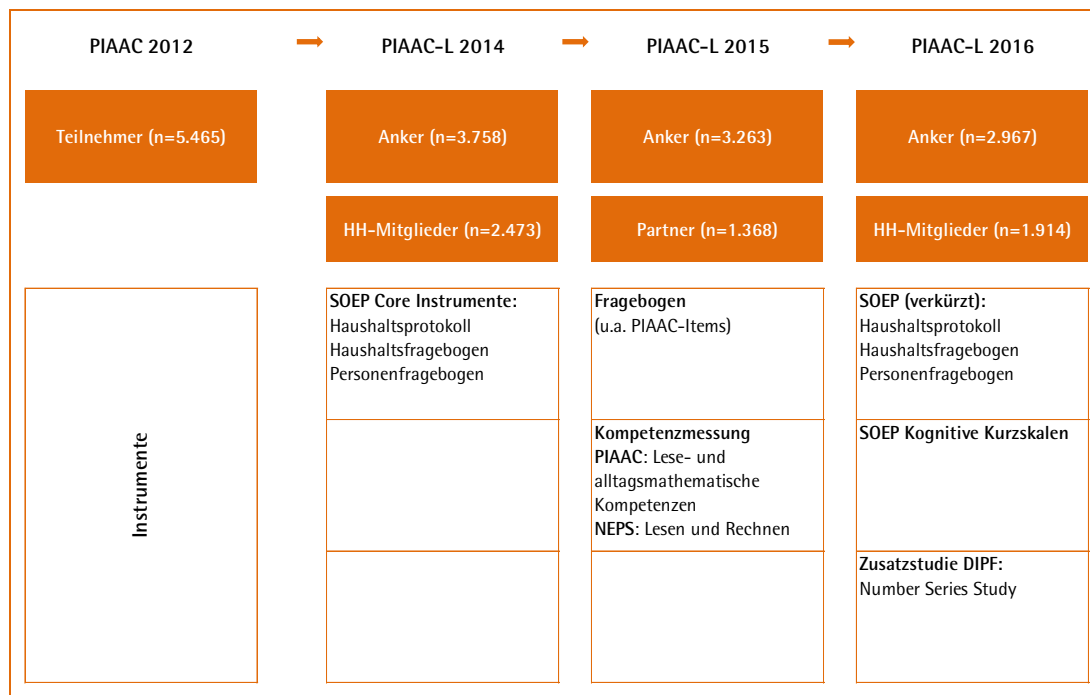 PIAAC 2012
PIAAC-L 2014
PIAAC-L 2015
PIAAC-L 2016
Teilnehmer (n=5.465)
Anker (n=3.758)
Anker (n=3.263)
Anker (n=2.967)
HH-Mitglieder (n=2.473)
Partner (n=1.368)
HH-Mitglieder (n=1.914)
Instrumente
SOEP Core Instrumente:
Haushaltsprotokoll
Haushaltsfragebogen
Personenfragebogen
Fragebogen
(u.a. PIAAC-Items)
Kompetenzmessung
PIAAC: Lese- und
alltagsmathematische
Kompetenzen
NEPS: Lesen und Rechnen
SOEP (verkürzt):
Haushaltsprotokoll
Haushaltsfragebogen
Personenfragebogen
SOEP Kognitive Kurzskalen
Zusatzstudie DIPF:
Number Series Study